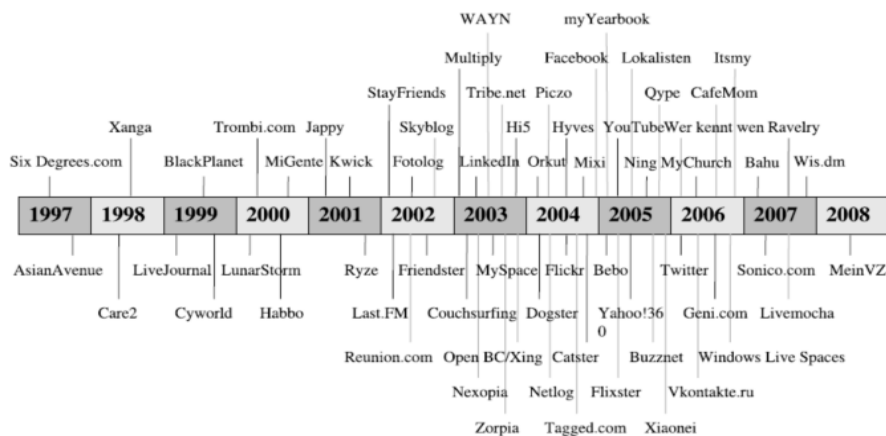 WAYN myYearbook
Multiply Facebook Lokalisten Itsmy
StayFriends Tribe.net Piczo Qype CafeMom
Xanga Trombi.com Jappy Skyblog Hi5 Hyves YouTube Wer kennt wen Ravelry
Six Degrees.com BlackPlanet MiGente Kwick Fotolog LinkedIn Orkut Mixi Ning MyChurch Bahu Wis.dm
1997 1998 1999 2000 2001 2002 2003 2004 2005 2006 2007 2008
AsianAvenue LiveJournal LunarStorm Ryze Friendster MySpace Flickr Bebo Twitter Sonico.com MeinVZ
Care2 Cyworld Habbo Last.FM Couchsurfing Dogster Yahoo!36 Geni.com Livemocha
0
Reunion.com Open BC/Xing Catster Buzznet Windows Live Spaces
Nexopia Netlog Flixster Vkontakte.ru
Zorpia Tagged.com Xiaonei